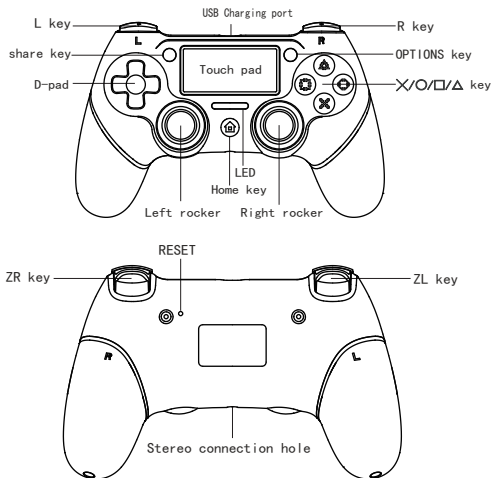 USB Charging port
L key
R key
L
R
share key
OPTIONS key
Touch pad
D-pad
X/O/□/△ key
LED
Home key
Left rocker
Right rocker
RESET
ZR key
ZL key
R
L
Stereo connection hole